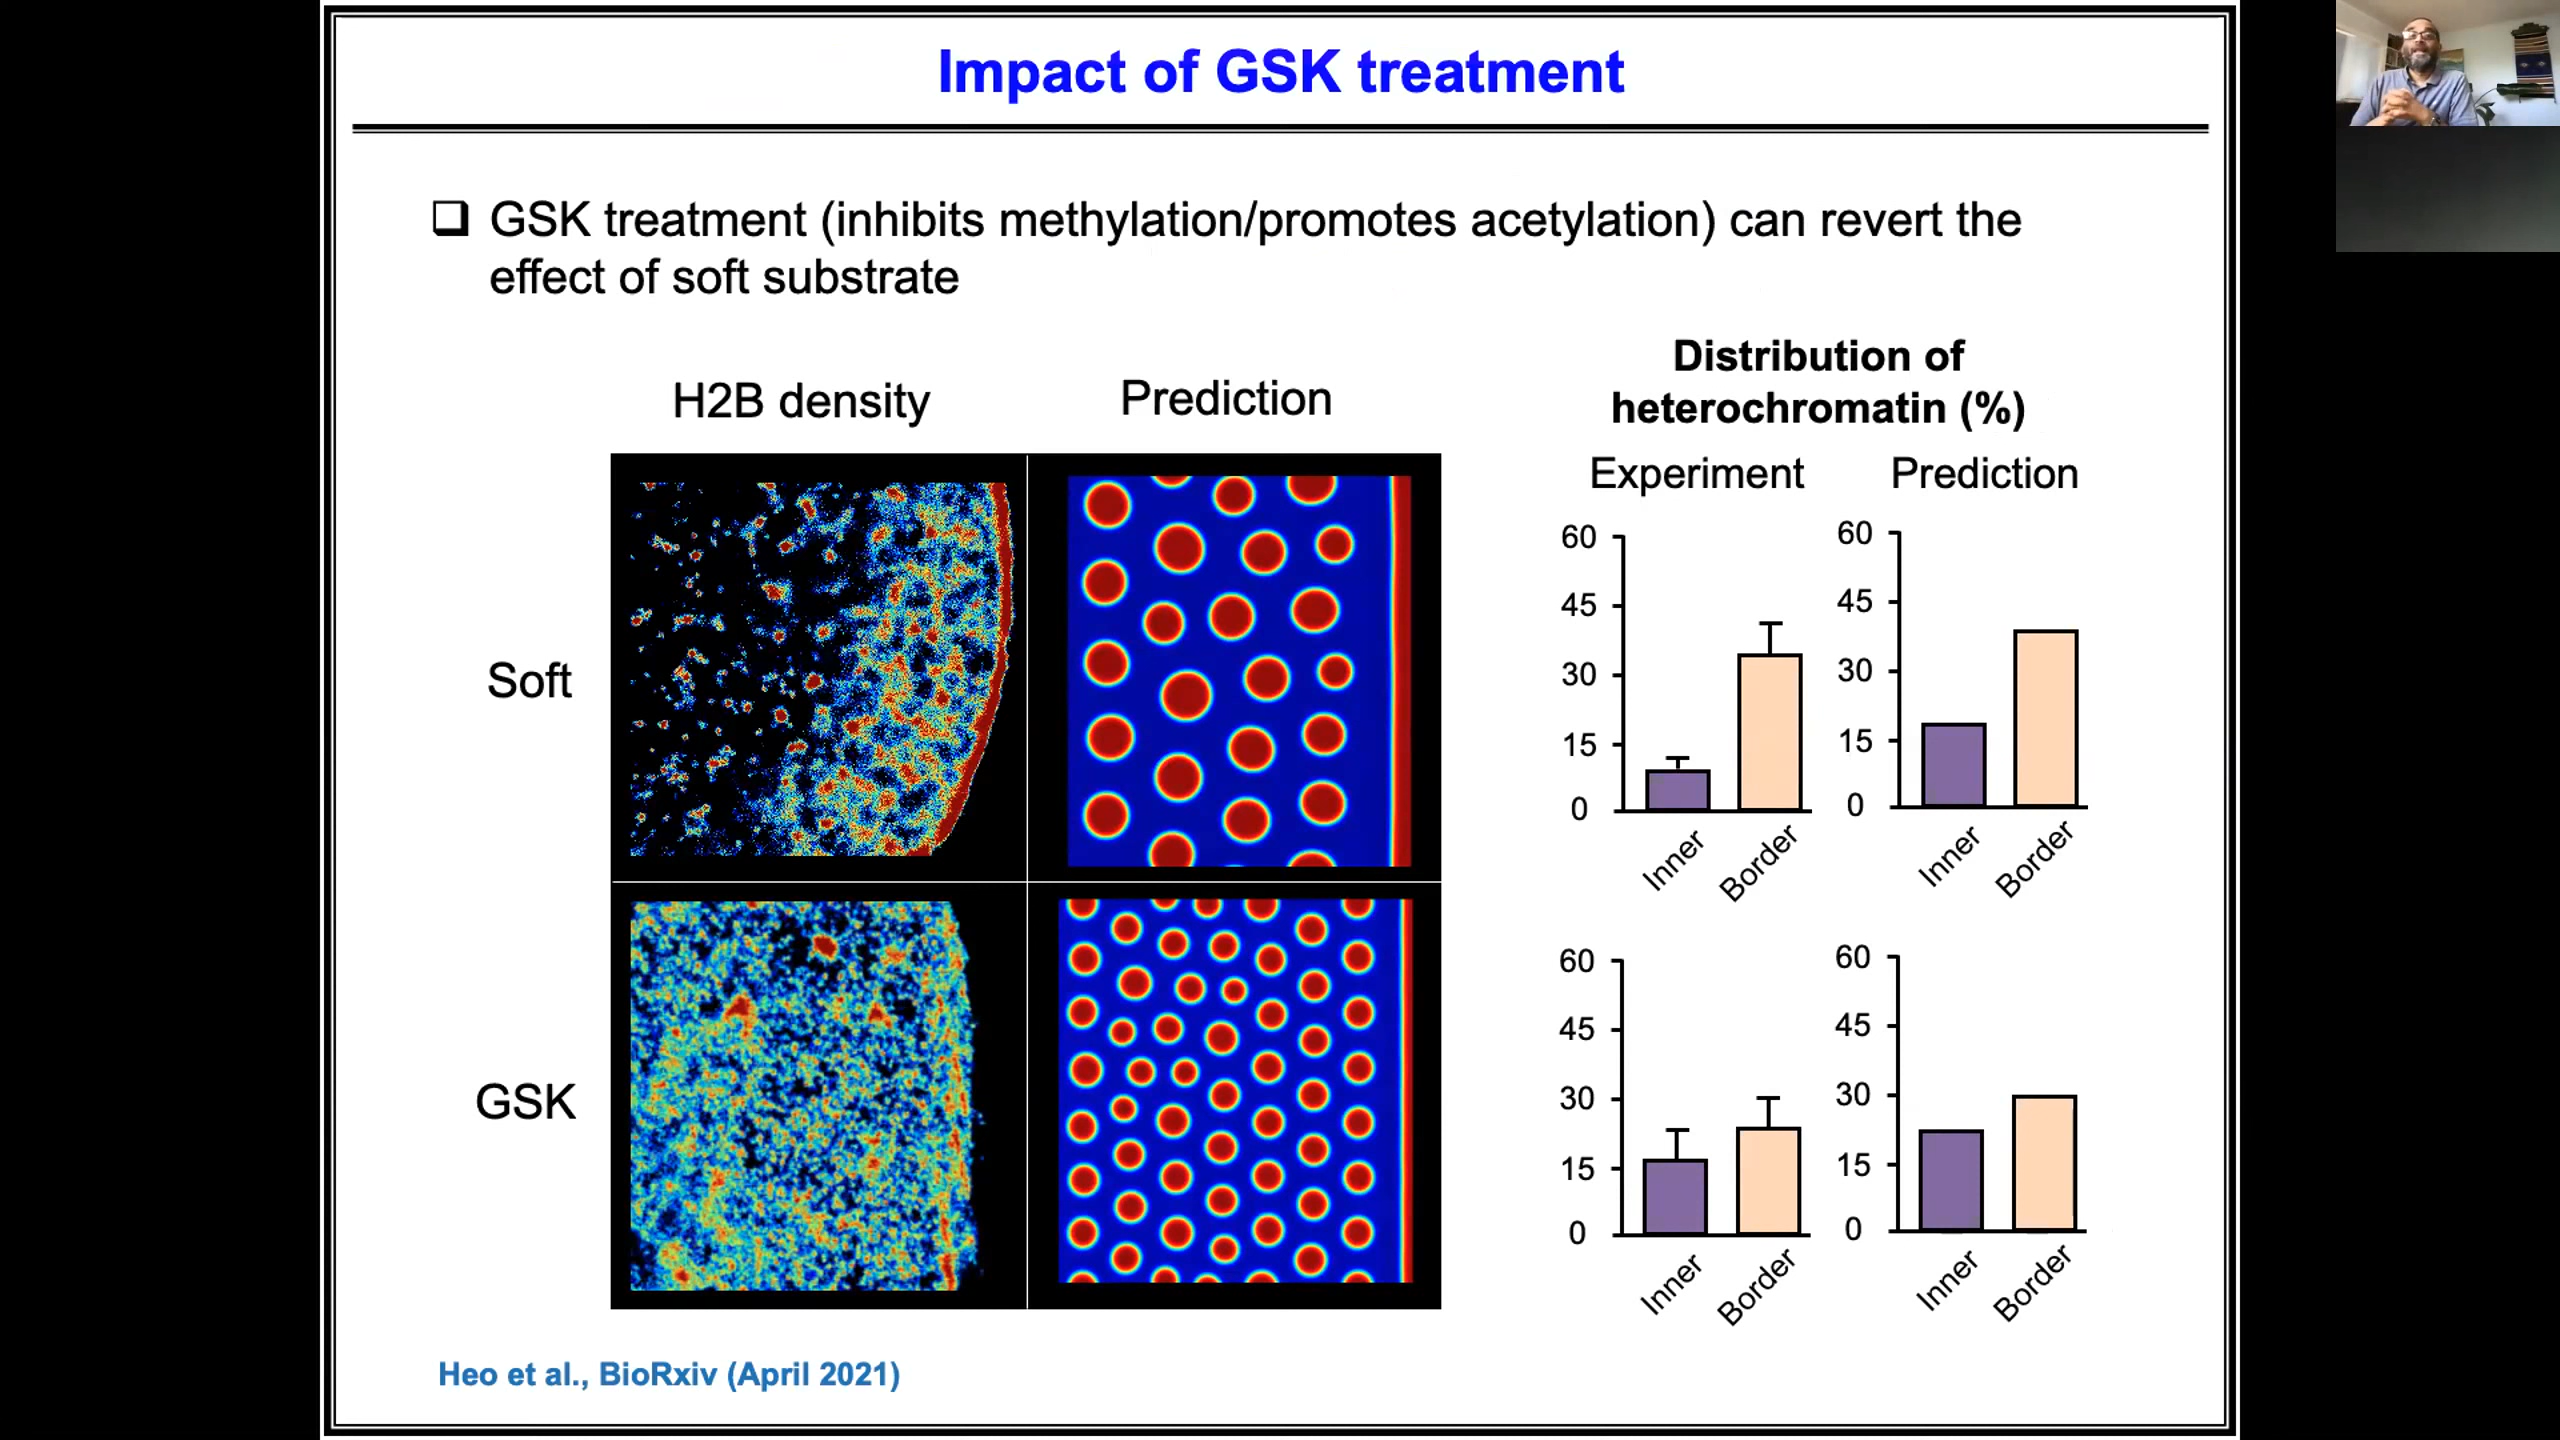 Impact of GSK treatment
GSK treatment (inhibits methylation/promotes acetylation) can revert the
effect of soft substrate
H2B density
Prediction
Distribution of
heterochromatin (%)
Experiment
Prediction
Soft
60
45
30
15
0
Inner
Border
60
45
30
15
0
Inner
Border
GSK
60
45
30
15
0
Inner
Border
60
45
30
15
0
Inner
Border
Heo et al., BioRxiv (April 2021)